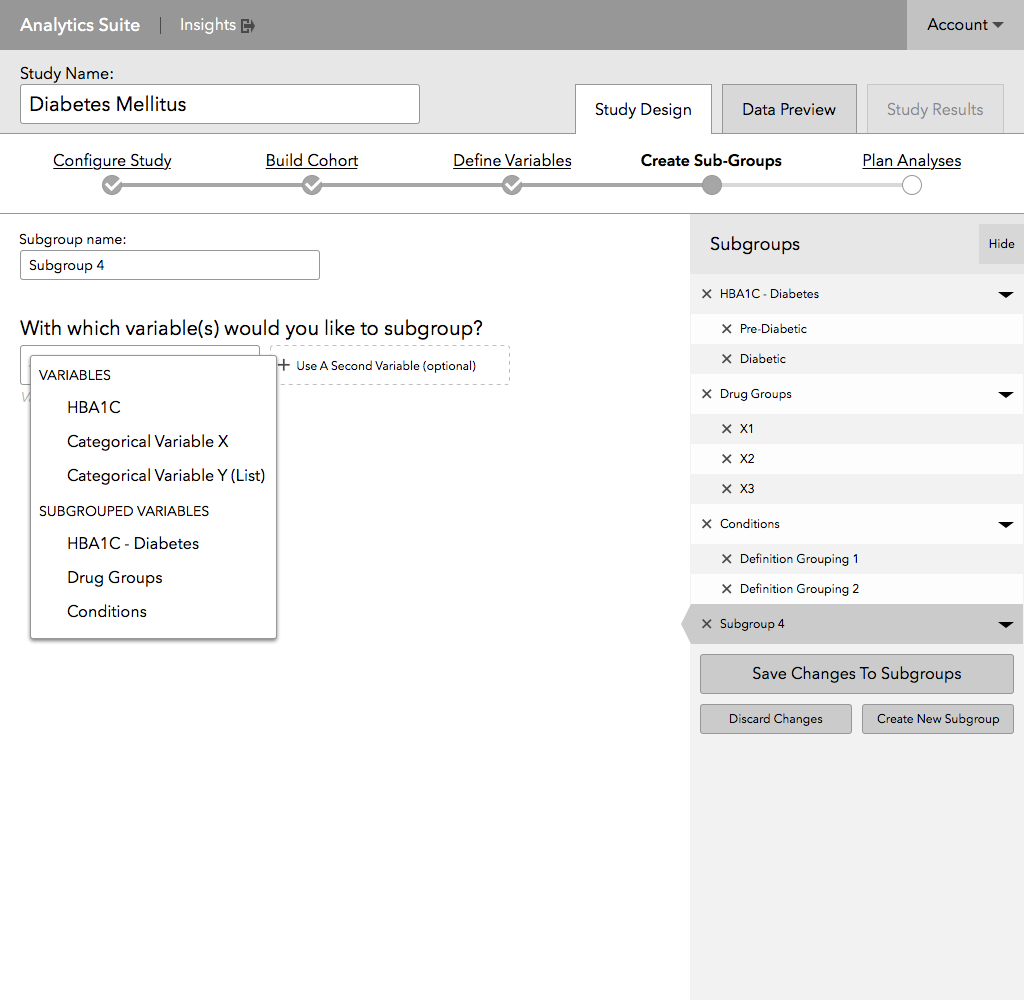 Analytics Suite | Insights
Account
Study Name:
Diabetes Mellitus
Study Design
Data Preview
Study Results
Configure Study
Build Cohort
Define Variables
Create Sub-Groups
Plan Analyses
Subgroup name:
Subgroup 4
With which variable(s) would you like to subgroup?
+ Use A Second Variable (optional)
VARIABLES
HBA1C
Categorical Variable X
Categorical Variable Y (List)
SUBGROUPED VARIABLES
HBA1C - Diabetes
Drug Groups
Conditions
Subgroups
Hide
HBA1C - Diabetes
Pre-Diabetic
Diabetic
Drug Groups
X1
X2
X3
Conditions
Definition Grouping 1
Definition Grouping 2
Subgroup 4
Save Changes To Subgroups
Discard Changes
Create New Subgroup